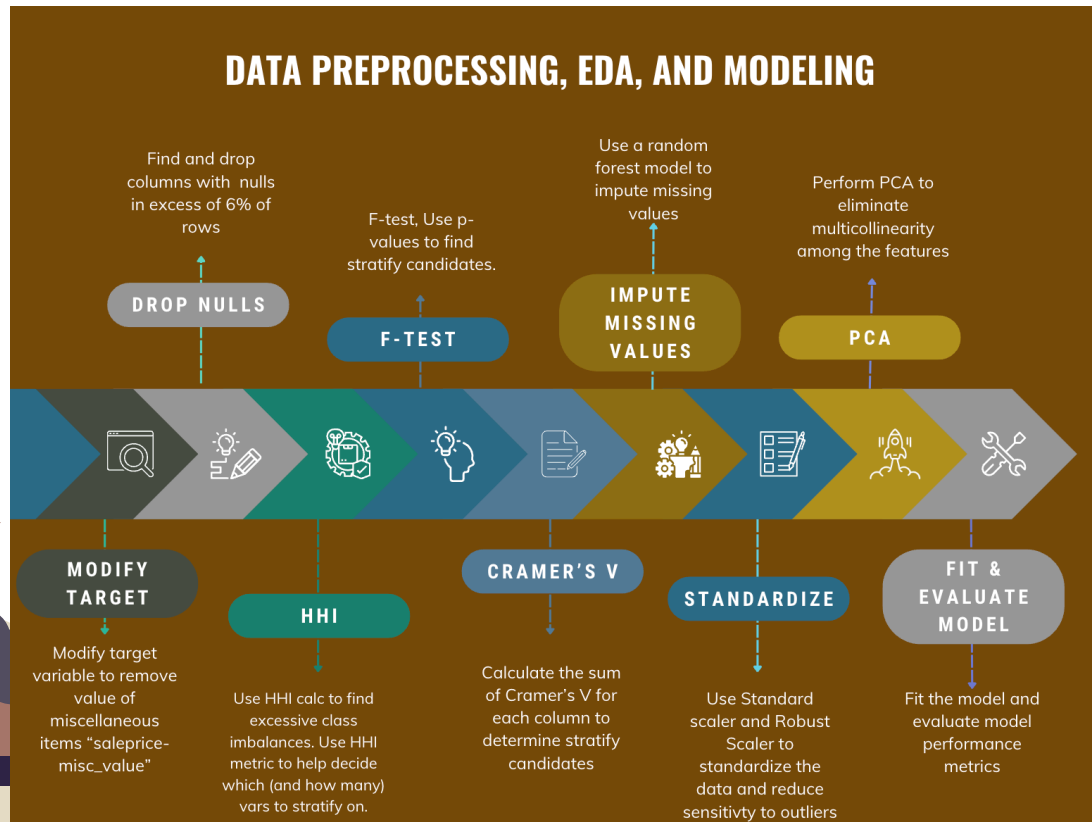 DATA PREPROCESSING, EDA, AND MODELING
Find and drop
columns with nulls
in excess of 6% of
rows
DROP NULLS
F-test, Use p-
values to find
stratify candidates.
F-TEST
Use a random
forest model to
impute missing
values
IMPUTE
MISSING
VALUES
Perform PCA to
eliminate
multicollinearity
among the features
PCA
MODIFY
TARGET
Modify target
variable to remove
value of
miscellaneous
items “saleprice-
misc_value”
HHI
Use HHI calc to find
excessive class
imbalances. Use HHI
metric to help decide
which (and how many)
vars to stratify on.
CRAMER’S V
Calculate the sum
of Cramer’s V for
each column to
determine stratify
candidates
STANDARDIZE
Use Standard
scaler and Robust
Scaler to
standardize the
data and reduce
sensitivty to outliers
FIT &
EVALUATE
MODEL
Fit the model and
evaluate model
performance
metrics